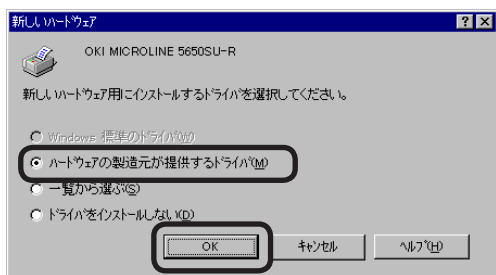 新しいハードウェア
OKI MICROLINE 5650SU-R
新しいハードウェア用にインストールするドライバを選択してください。
Windows 標準のドライバ(W)
ハードウェアの製造元が提供するドライバ(M)
一覧から選ぶ(S)
ドライバをインストールしない(D)
OK キャンセル ヘルプ(H)